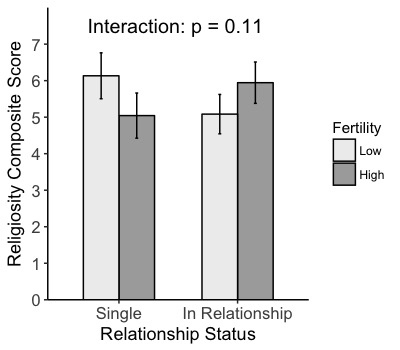 Interaction: p = 0.11
Religiosity Composite Score
7
6
5
4
3
2
1
0
Single
In Relationship
Relationship Status
Fertility
Low
High